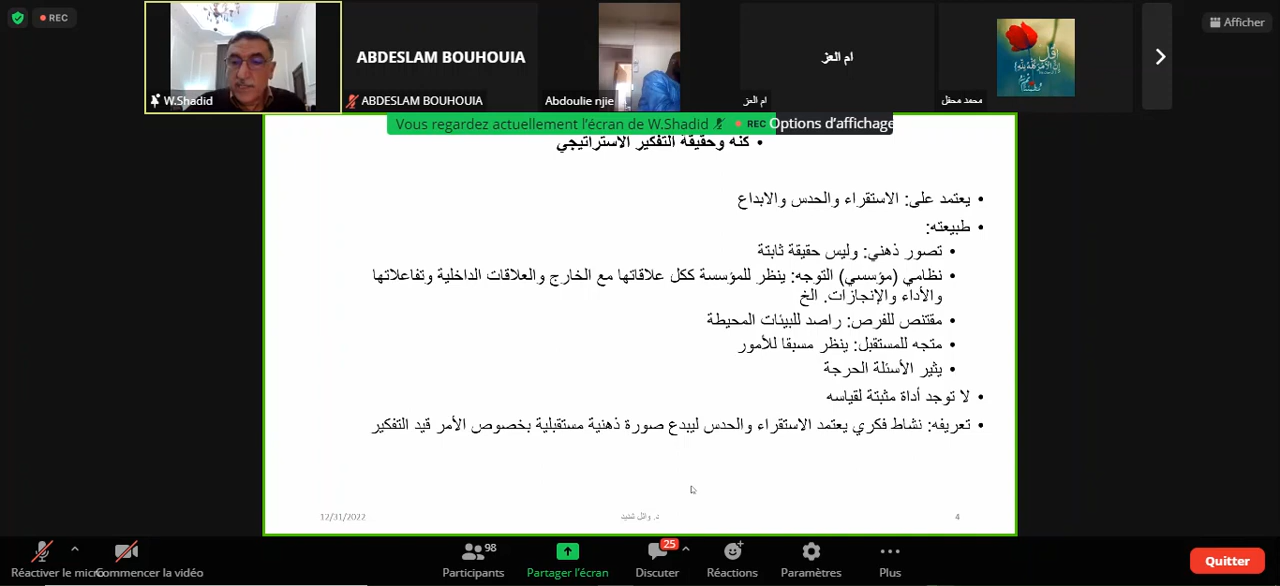 REC
Afficher
ABDESLAM BOUHOUIA
ام العز
W.Shadid
ABDESLAM BOUHOUIA
Abdoulie njie
ام العز
محمد محقل
Vous regardez actuellement l'écran de W.Shadid
REC
Options d'affichage
• كنه وحقيقة التفكير الاستراتيجي
• يعتمد على: الاستقراء والحدس والابداع
• طبيعته:
• تصور ذهني: وليس حقيقة ثابتة
• نظامي (مؤسسي) التوجه: ينظر للمؤسسة ككل علاقاتها مع الخارج والعلاقات الداخلية وتفاعلاتها
والأداء والإنجازات. الخ
• مقتنص للفرص: راصد للبيئات المحيطة
• متجه للمستقبل: ينظر مسبقا للأمور
• يثير الأسئلة الحرجة
• لا توجد أداة مثبتة لقياسه
• تعريفه: نشاط فكري يعتمد الاستقراء والحدس ليبدع صورة ذهنية مستقبلية بخصوص الأمر قيد التفكير
12/31/2022
د. وائل شديد
4
98
25
Réactiver le micro
Commencer la vidéo
Participants
Partager l'écran
Discuter
Réactions
Paramètres
Plus
Quitter